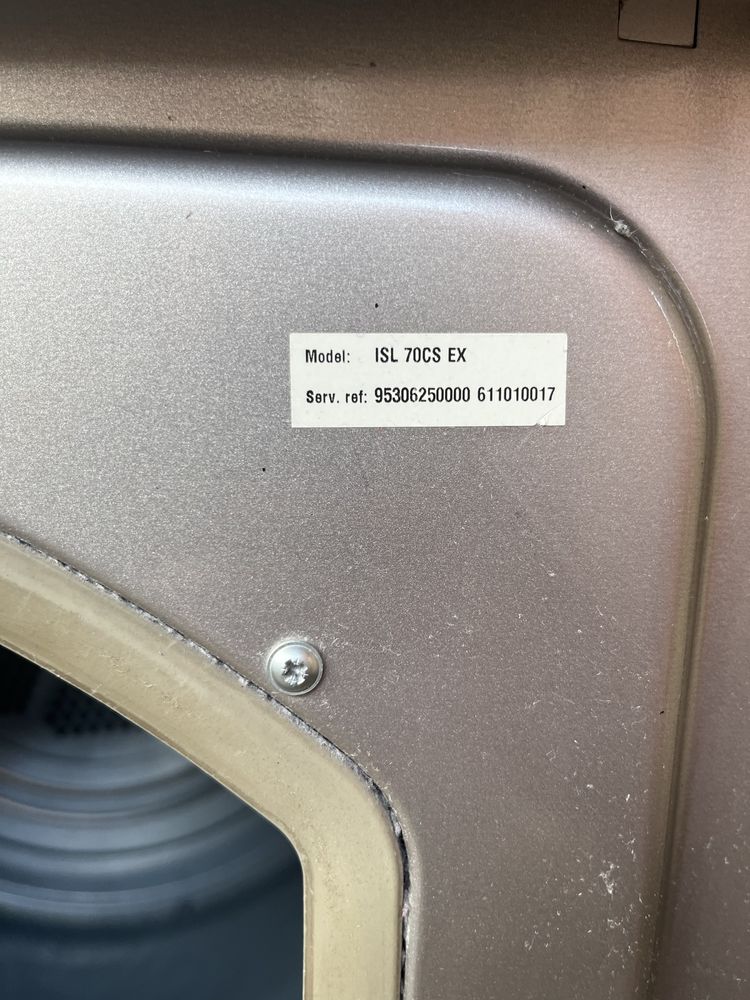 Model: ISL 70CS EX
Serv. ref: 95306250000 611010017